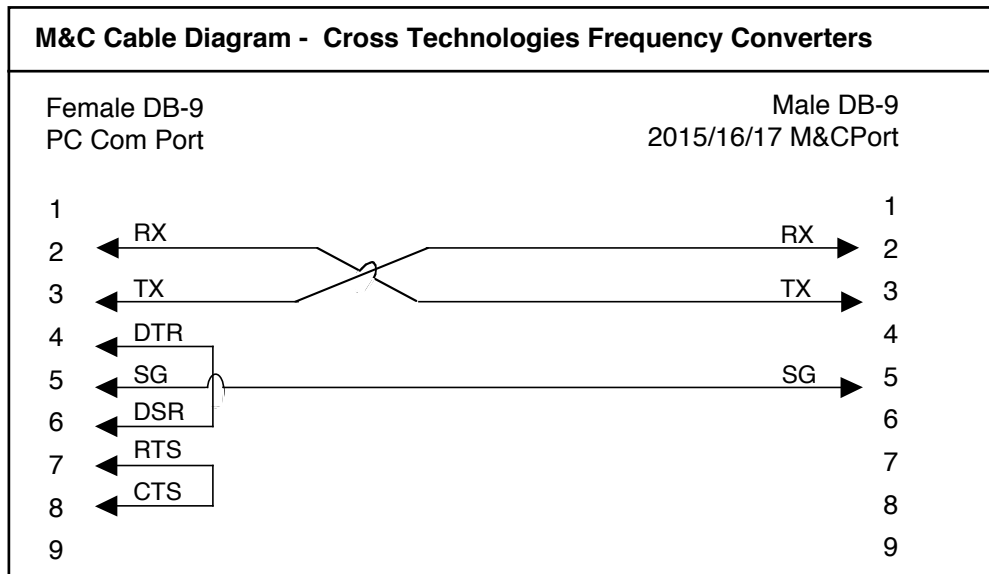 M&C Cable Diagram - Cross Technologies Frequency Converters
Female DB-9
PC Com Port
Male DB-9
2015/16/17 M&CPort
1 1
2 RX RX 2
3 TX TX 3
4 DTR 4
5 SG SG 5
6 DSR 6
7 RTS 7
8 CTS 8
9 9